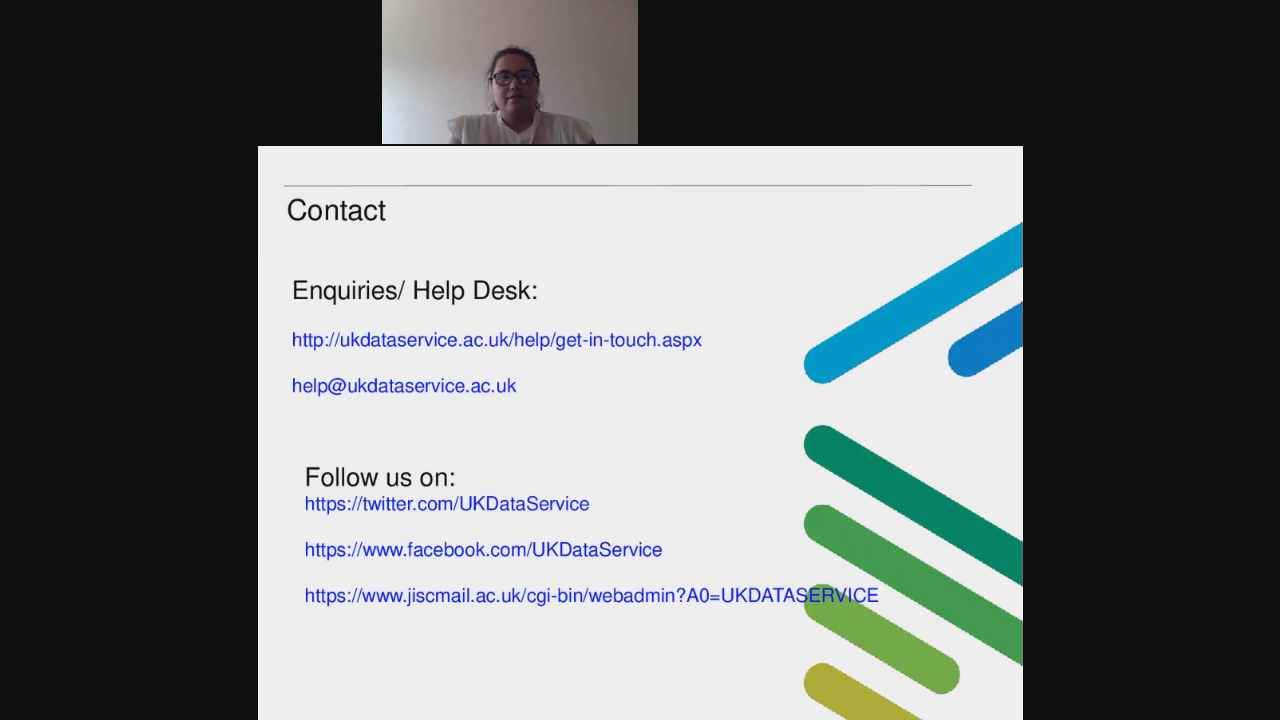 Contact
Enquiries/ Help Desk:
http://ukdataservice.ac.uk/help/get-in-touch.aspx
help@ukdataservice.ac.uk
Follow us on:
https://twitter.com/UKDataService
https://www.facebook.com/UKDataService
https://www.jiscmail.ac.uk/cgi-bin/webadmin?A0=UKDATASERVICE